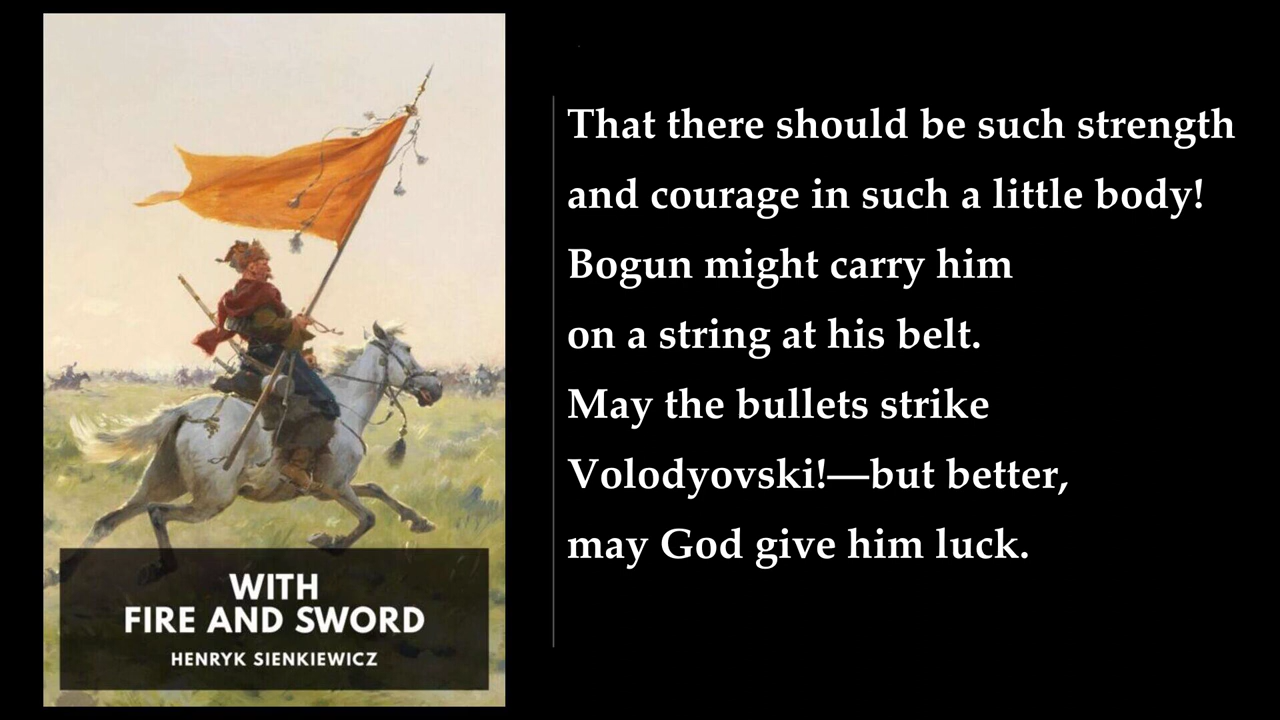 WITH
FIRE AND SWORD
HENRYK SIENKIEWICZ
That there should be such strength
and courage in such a little body!
Bogun might carry him
on a string at his belt.
May the bullets strike
Volodyovski!—but better,
may God give him luck.